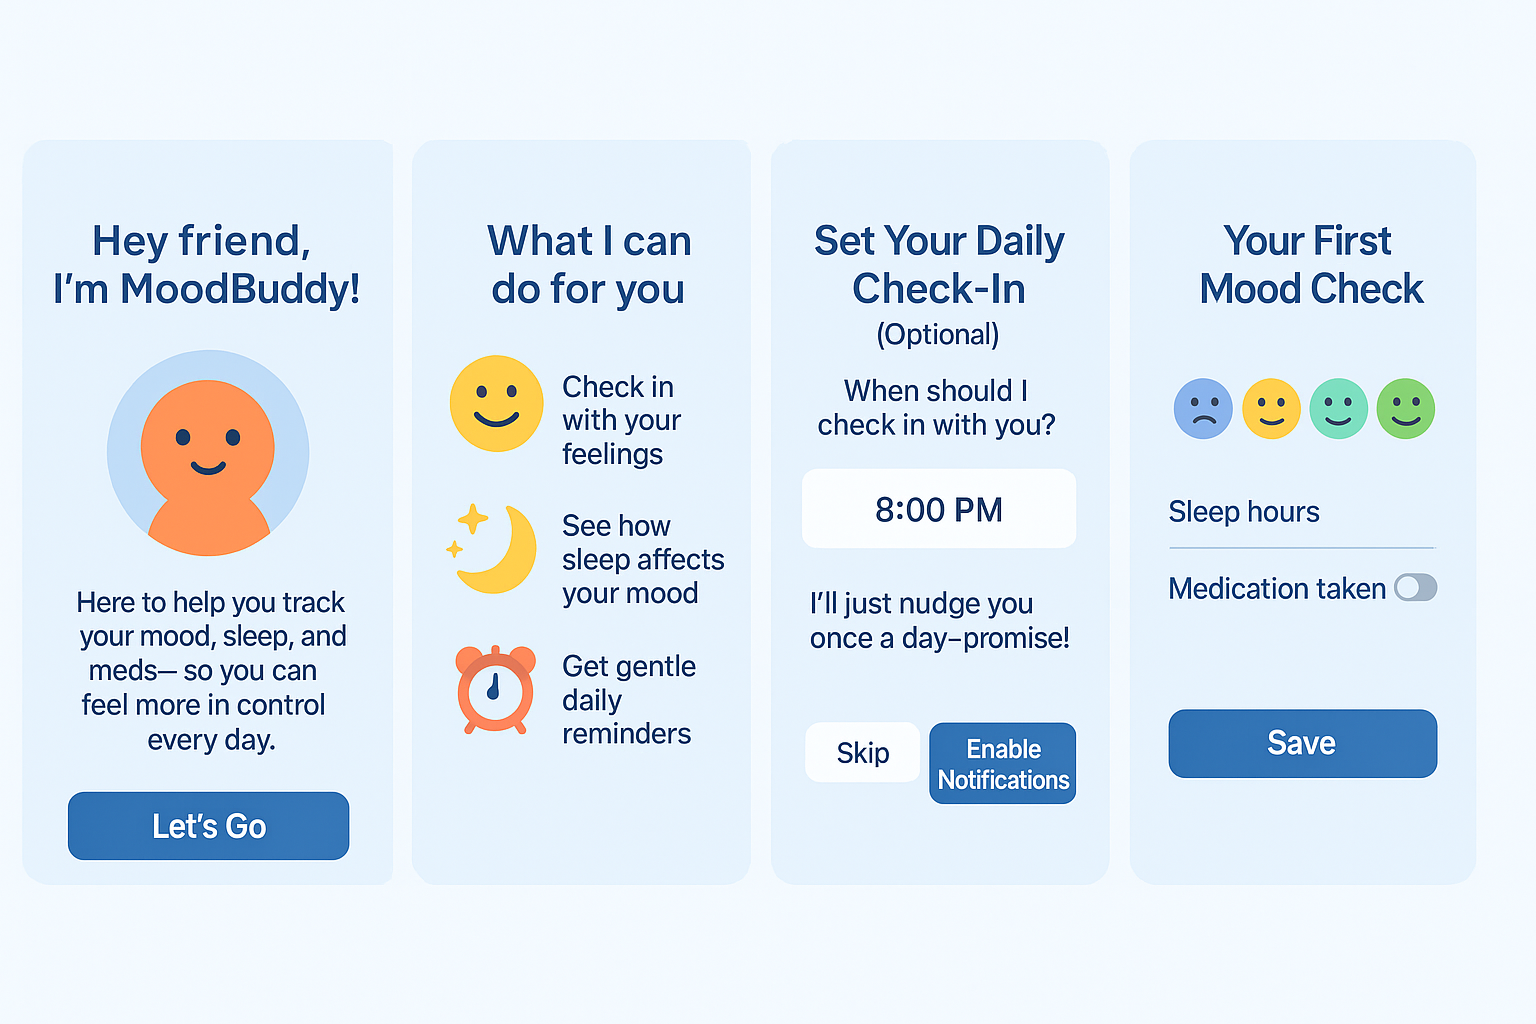 Hey friend,
I'm MoodBuddy!
Here to help you track
your mood, sleep, and
meds— so you can
feel more in control
every day.
Let's Go
What I can
do for you
Check in
with your
feelings
See how
sleep affects
your mood
Get gentle
daily
reminders
Set Your Daily
Check-In
(Optional)
When should I
check in with you?
8:00 PM
I'll just nudge you
once a day–promise!
Skip
Enable
Notifications
Your First
Mood Check
Sleep hours
Medication taken
Save